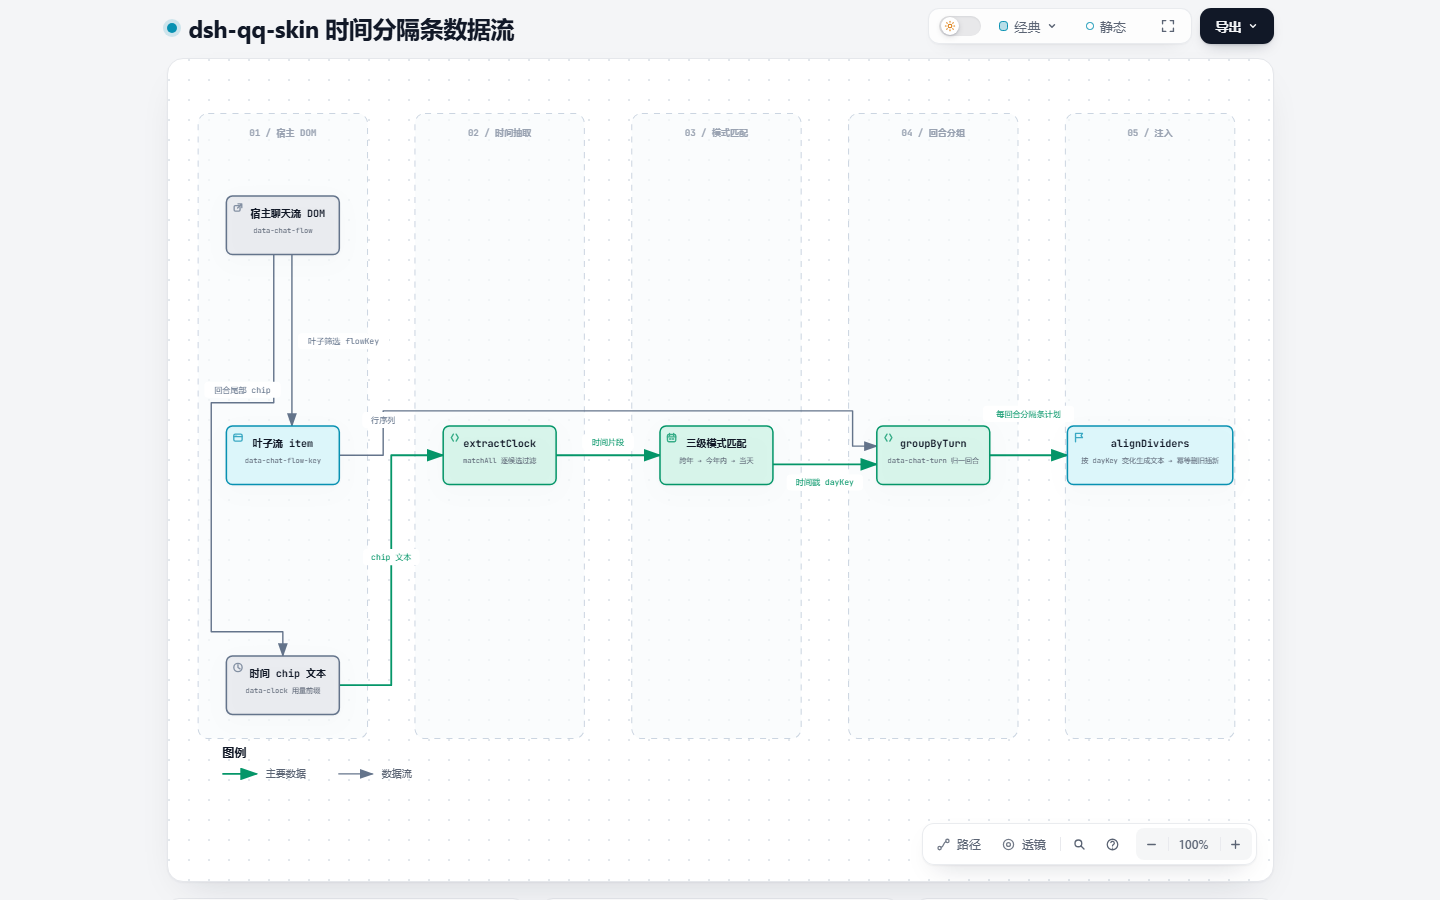 dsh-qq-skin 时间分隔条数据流
经典
静态
导出
01 / 宿主 DOM
02 / 时间抽取
03 / 模式匹配
04 / 回合分组
05 / 注入
宿主聊天流 DOM
data-chat-flow
叶子筛选 flowKey
回合尾部 chip
行序列
每回合分隔条计划
叶子流 item
data-chat-flow-key
extractClock
matchAll 逐候选过滤
时间片段
三级模式匹配
跨年 → 今年内 → 当天
时间戳 dayKey
groupByTurn
data-chat-turn 归一回合
alignDividers
按 dayKey 变化生成文本 → 幂等删旧插新
chip 文本
时间 chip 文本
data-clock 用量前缀
图例
主要数据
数据流
路径
透镜
100%